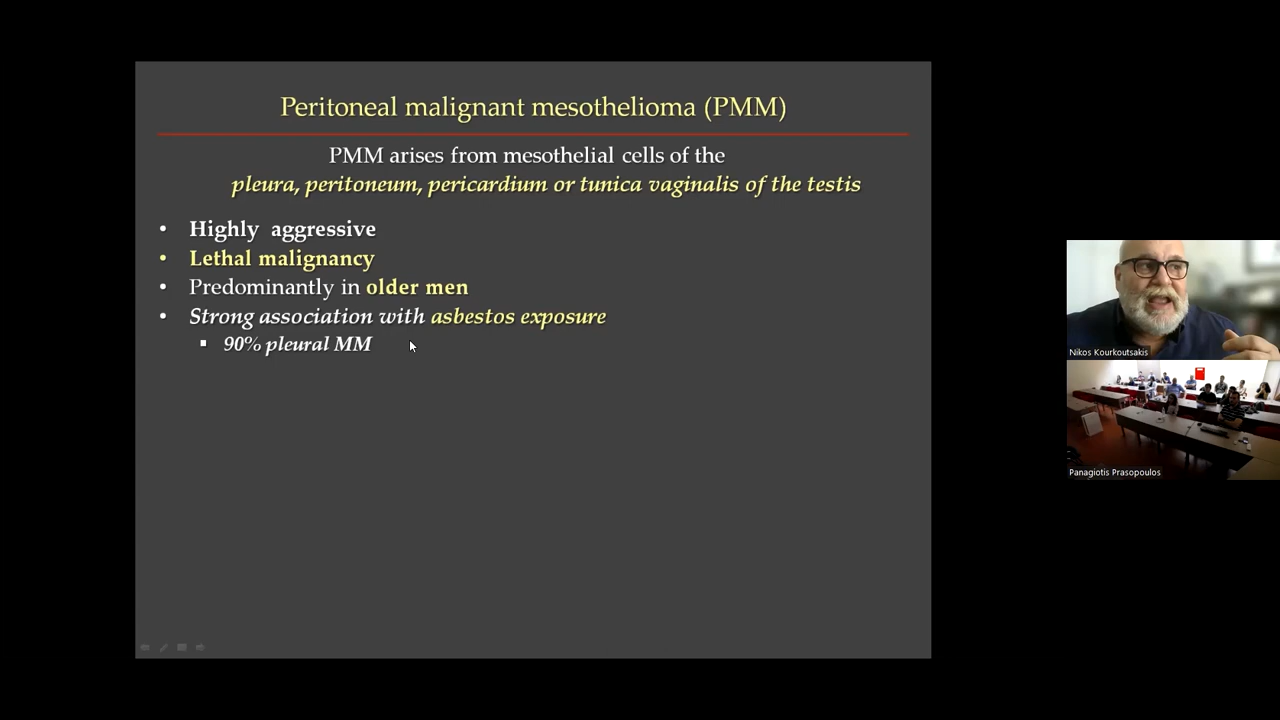 Peritoneal malignant mesothelioma (PMM)
PMM arises from mesothelial cells of the
pleura, peritoneum, pericardium or tunica vaginalis of the testis
• Highly aggressive
• Lethal malignancy
• Predominantly in older men
• Strong association with asbestos exposure
▪ 90% pleural MM
Nikos Kourkoutsakis
Panagiotis Prasopoulos